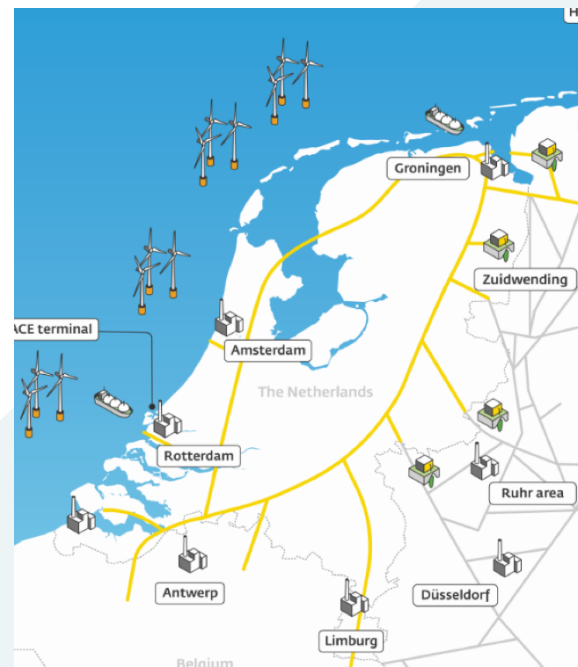 H
Groningen
Zuidwending
ACE terminal
Amsterdam
The Netherlands
Rotterdam
Ruhr area
Antwerp
Düsseldorf
Limburg
Belgium